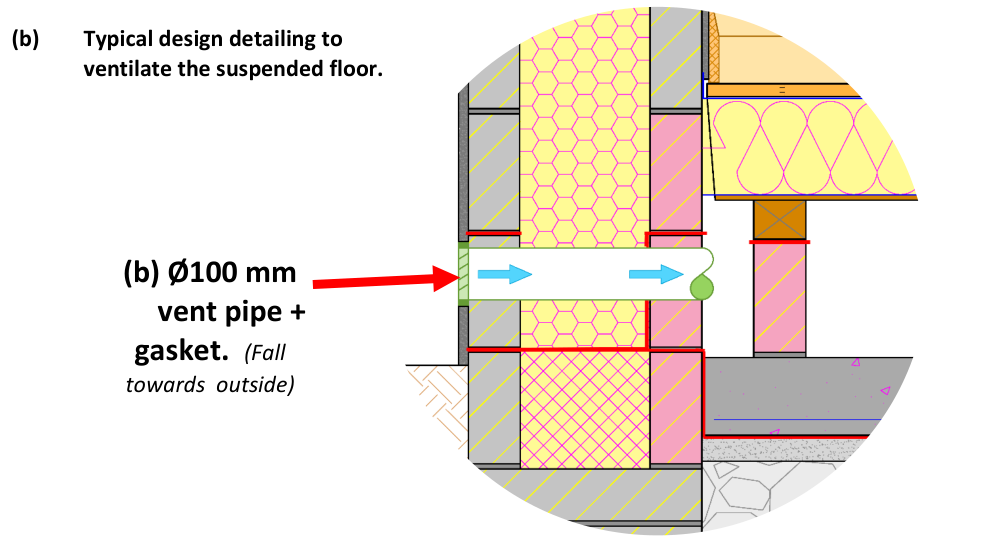 (b) Typical design detailing to
ventilate the suspended floor.
(b) Ø100 mm
vent pipe +
gasket. (Fall
towards outside)